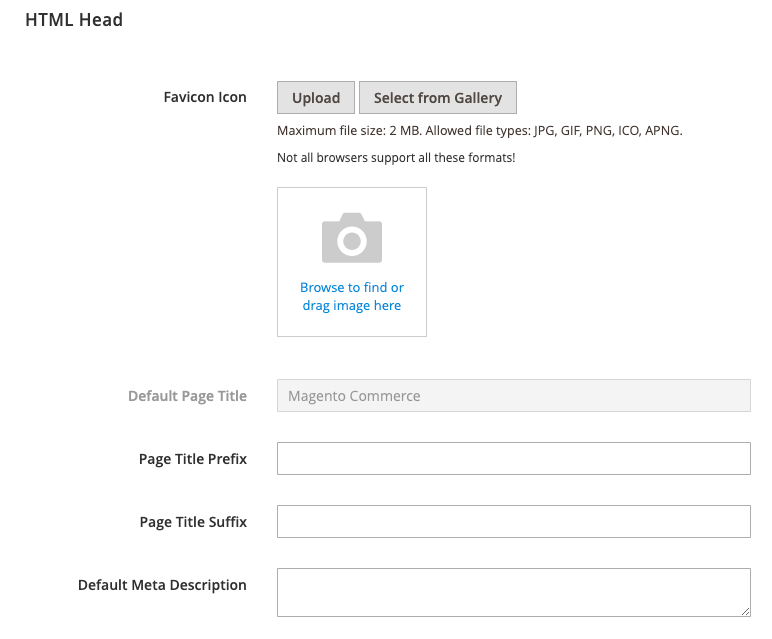 HTML Head
Favicon Icon
Upload
Select from Gallery
Maximum file size: 2 MB. Allowed file types: JPG, GIF, PNG, ICO, APNG.
Not all browsers support all these formats!
Browse to find or
drag image here
Default Page Title
Magento Commerce
Page Title Prefix
Page Title Suffix
Default Meta Description